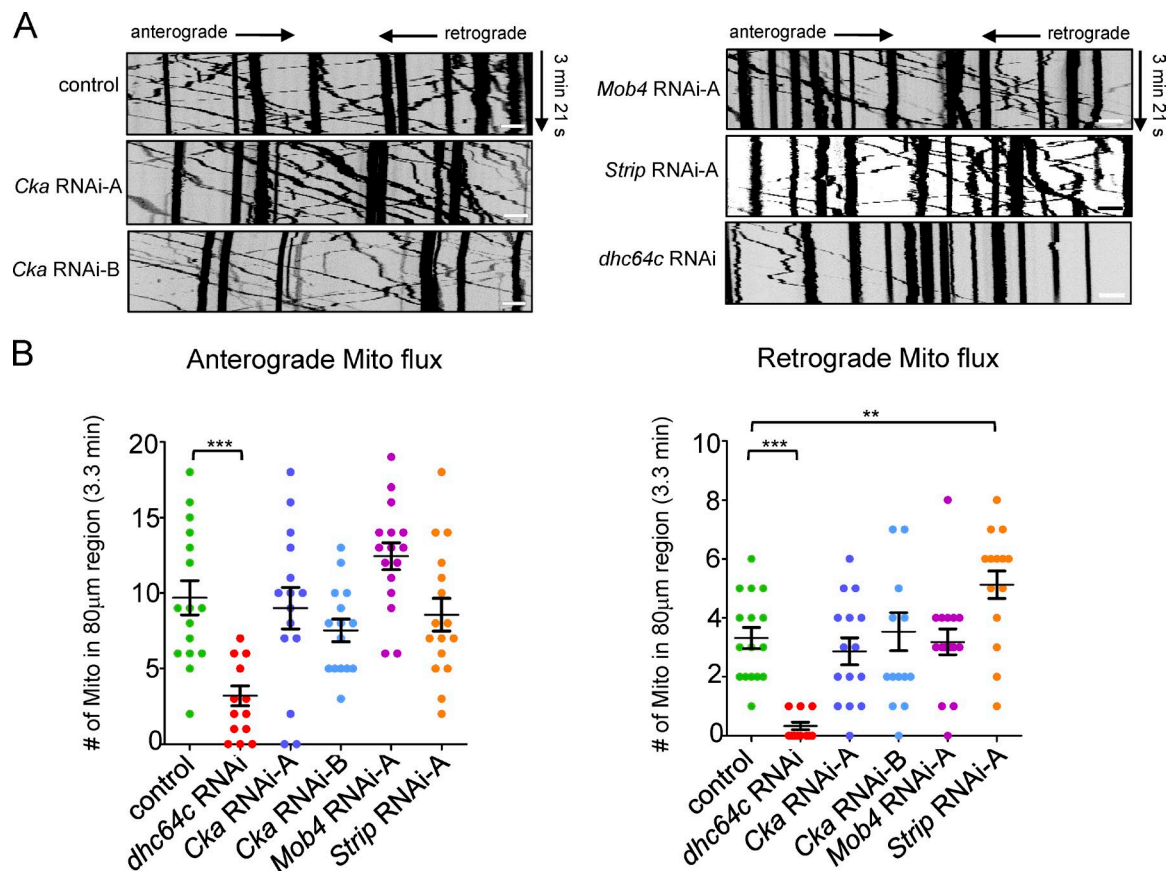 A
anterograde
retrograde
control
Cka RNAi-A
Cka RNAi-B
3 min 21 s
anterograde
retrograde
Mob4 RNAi-A
Strip RNAi-A
dhc64c RNAi
3 min 21 s
B
Anterograde Mito flux
# of Mito in 80µm region (3.3 min)
20
15
10
5
0
***
control
dhc64c RNAi
Cka RNAi-A
Cka RNAi-B
Mob4 RNAi-A
Strip RNAi-A
Retrograde Mito flux
# of Mito in 80µm region (3.3 min)
10
8
6
4
2
0
**
***
control
dhc64c RNAi
Cka RNAi-A
Cka RNAi-B
Mob4 RNAi-A
Strip RNAi-A